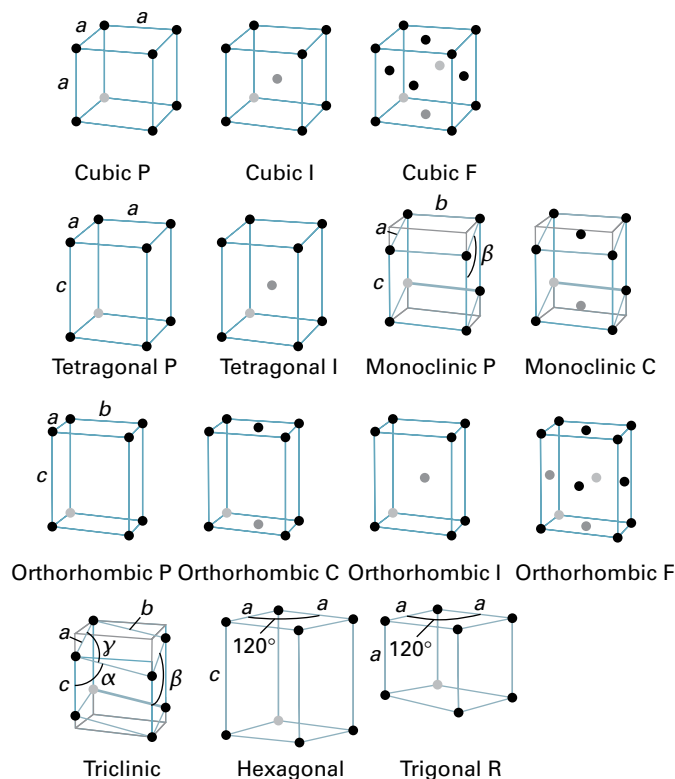 a a
a
Cubic P Cubic I Cubic F
a a
c
b
a
β
c
Tetragonal P Tetragonal I Monoclinic P Monoclinic C
a b
c
Orthorhombic P Orthorhombic C Orthorhombic I Orthorhombic F
b
a
γ
c α β
a a
120°
c
a a
120°
a
Triclinic Hexagonal Trigonal R